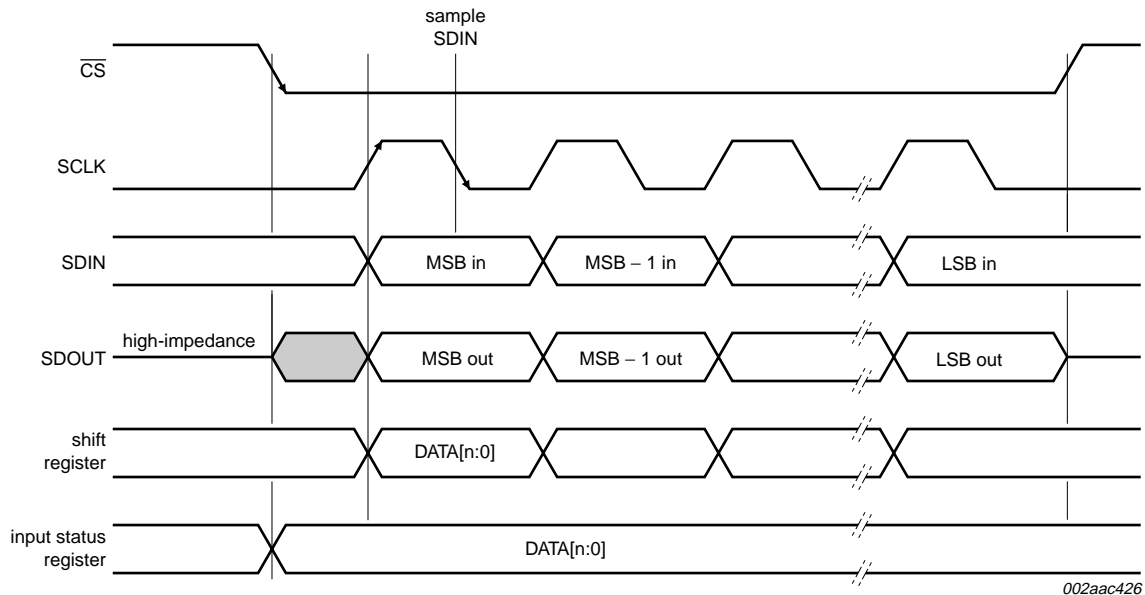 sample
SDIN
CS
SCLK
SDIN
MSB in
MSB − 1 in
LSB in
high-impedance
SDOUT
MSB out
MSB − 1 out
LSB out
shift
register
DATA[n:0]
input status
register
DATA[n:0]
002aac426